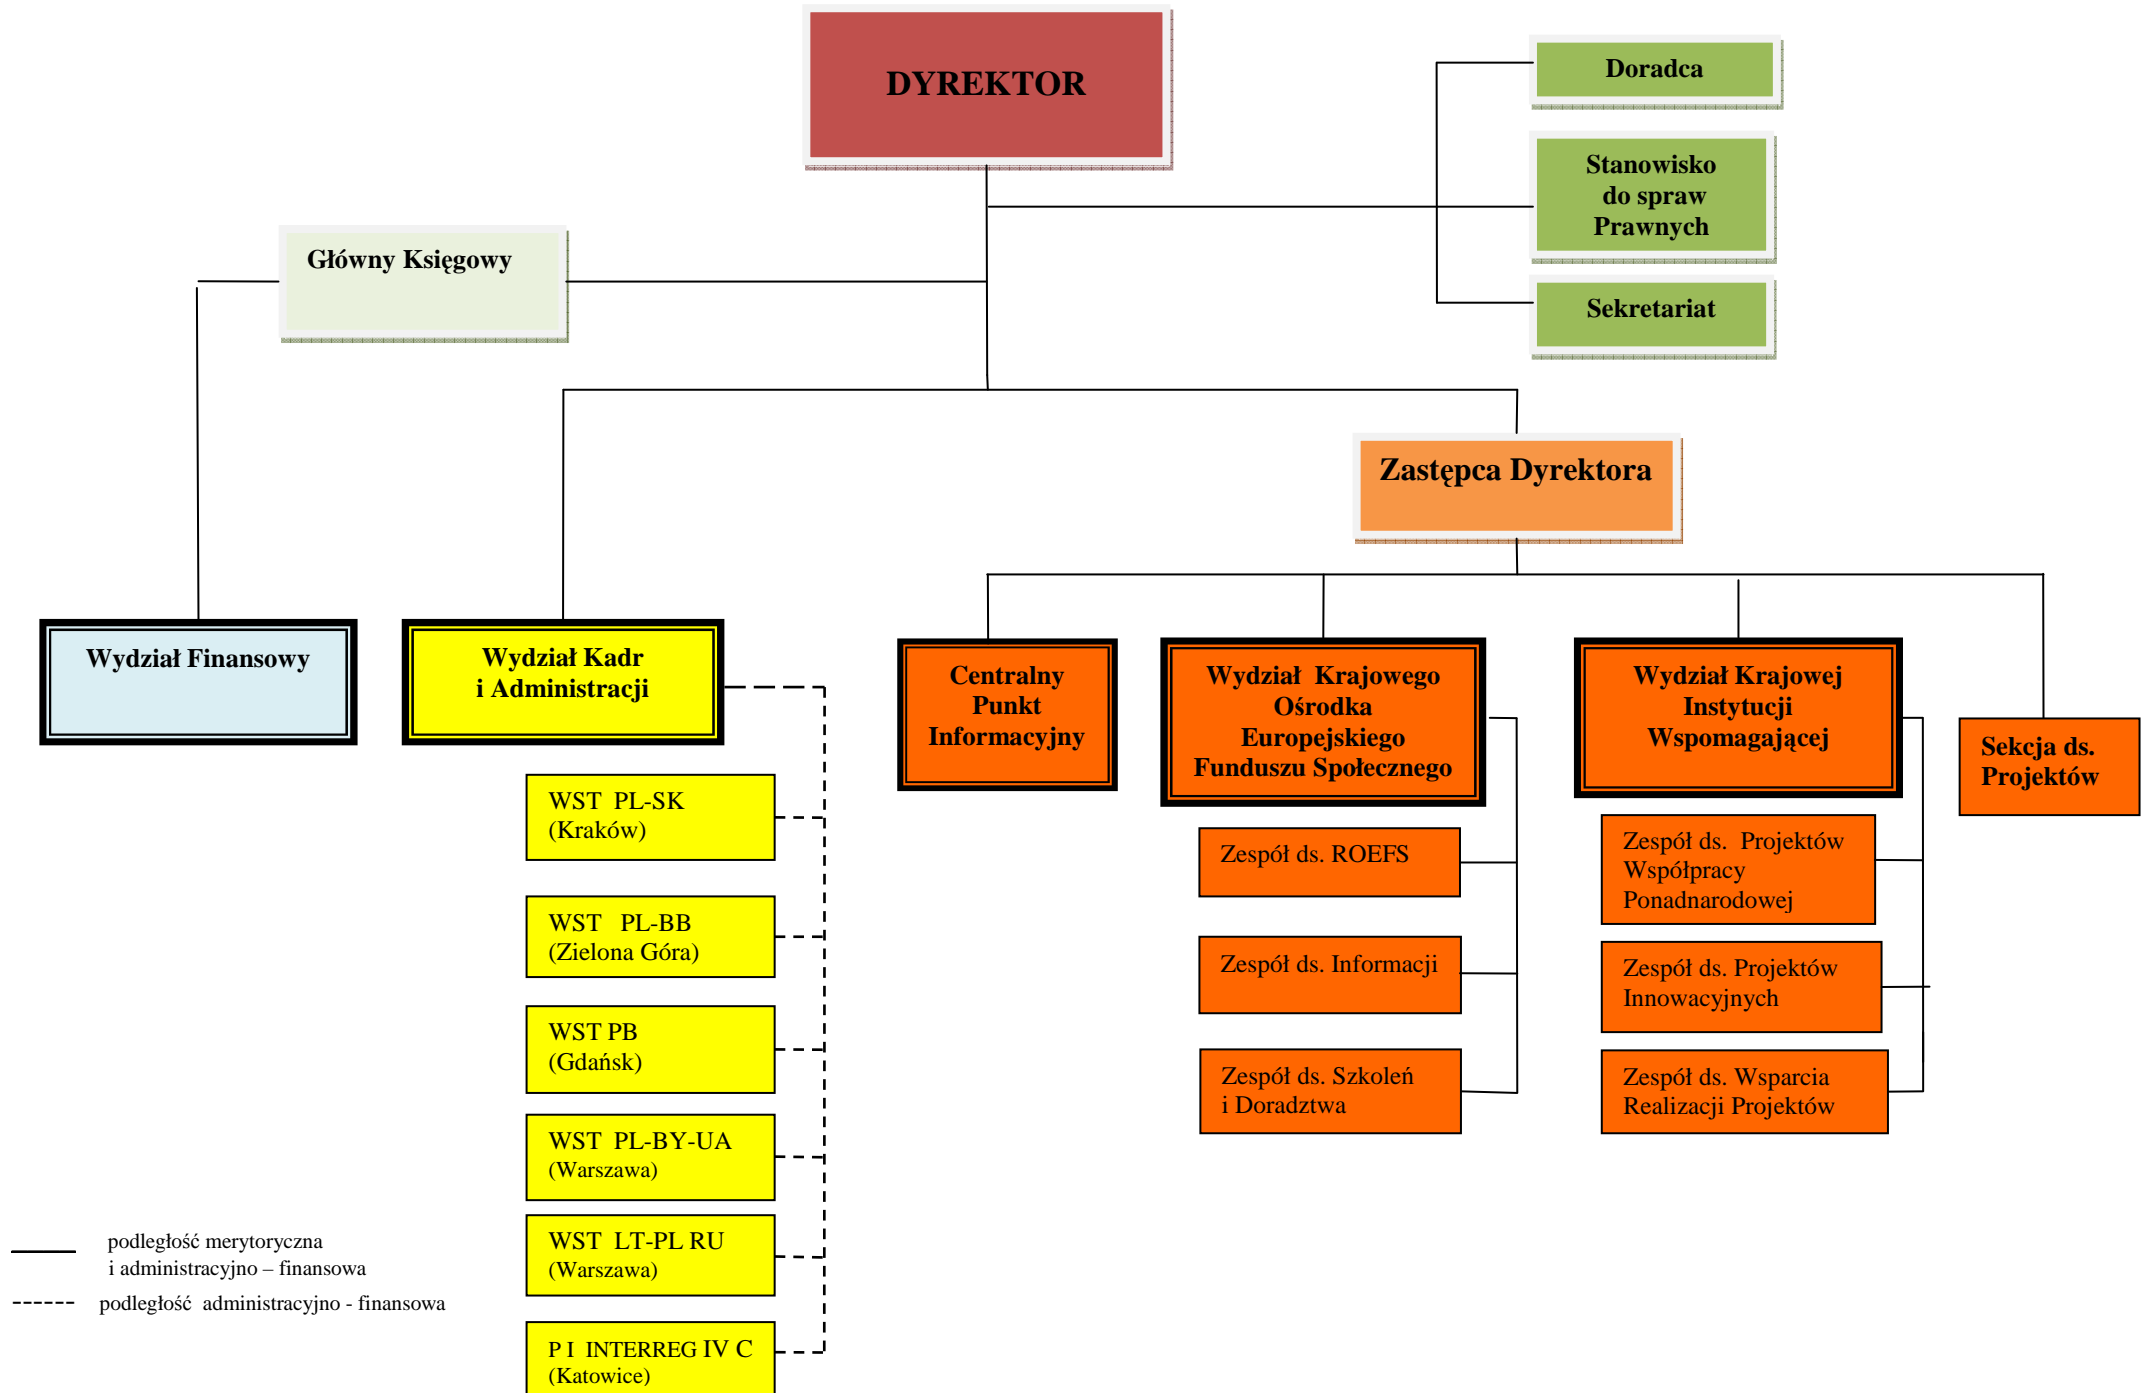 DYREKTOR
Doradca
Stanowisko
do spraw
Prawnych
Sekretariat
Główny Księgowy
Zastępca Dyrektora
Wydział Finansowy
Wydział Kadr
i Administracji
Centralny
Punkt
Informacyjny
Wydział Krajowego
Ośrodka
Europejskiego
Funduszu Społecznego
Wydział Krajowej
Instytucji
Wspomagającej
Sekcja ds.
Projektów
WST PL-SK
(Kraków)
WST PL-BB
(Zielona Góra)
WST PB
(Gdańsk)
WST PL-BY-UA
(Warszawa)
WST LT-PL RU
(Warszawa)
P I INTERREG IV C
(Katowice)
Zespół ds. ROEFS
Zespół ds. Informacji
Zespół ds. Szkoleń
i Doradztwa
Zespół ds. Projektów
Współpracy
Ponadnarodowej
Zespół ds. Projektów
Innowacyjnych
Zespół ds. Wsparcia
Realizacji Projektów
podległość merytoryczna
i administracyjno – finansowa
podległość administracyjno - finansowa